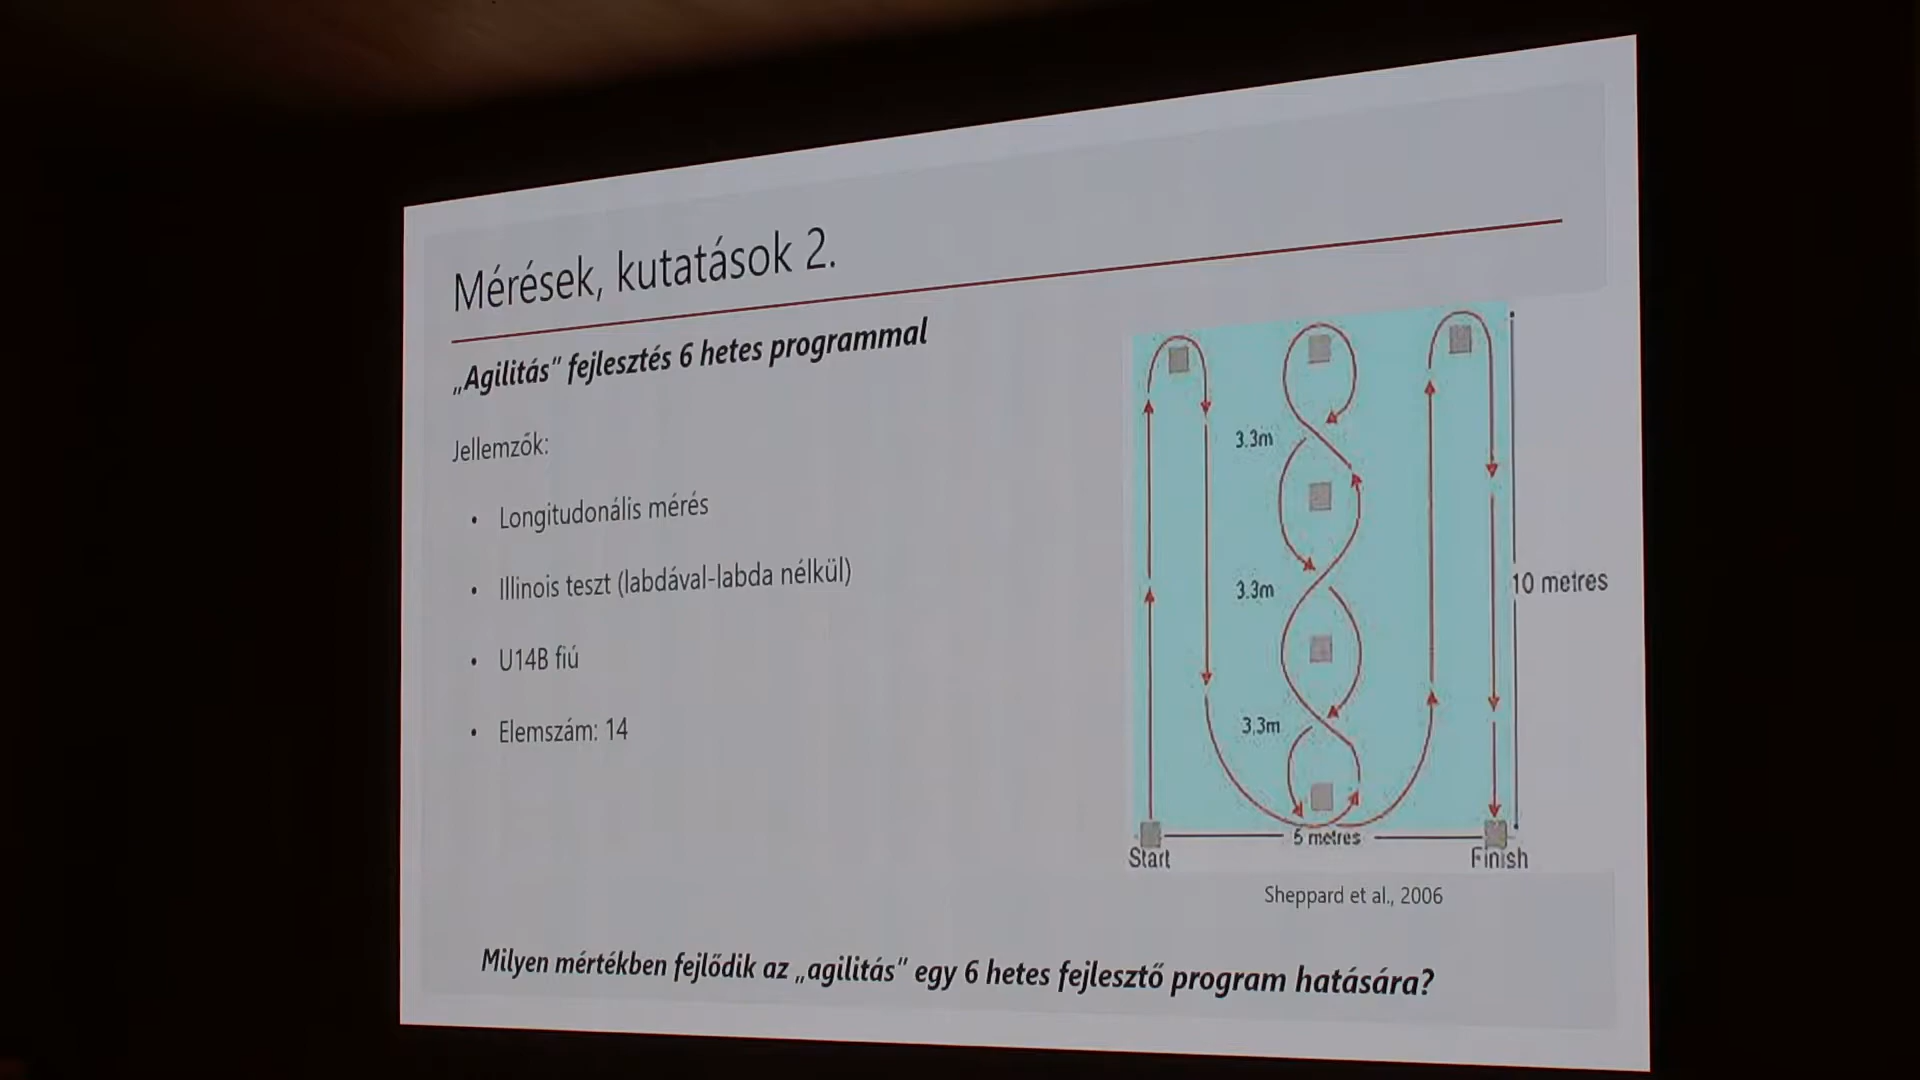 Mérések, kutatások 2.
„Agilitás” fejlesztés 6 hetes programmal
Jellemzők:
• Longitudonális mérés
• Illinois teszt (labdával-labda nélkül)
• U14B fiú
• Elemszám: 14
3.3m
3.3m
3.3m
10 metres
5 metres
Start
Finish
Sheppard et al., 2006
Milyen mértékben fejlődik az „agilitás” egy 6 hetes fejlesztő program hatására?